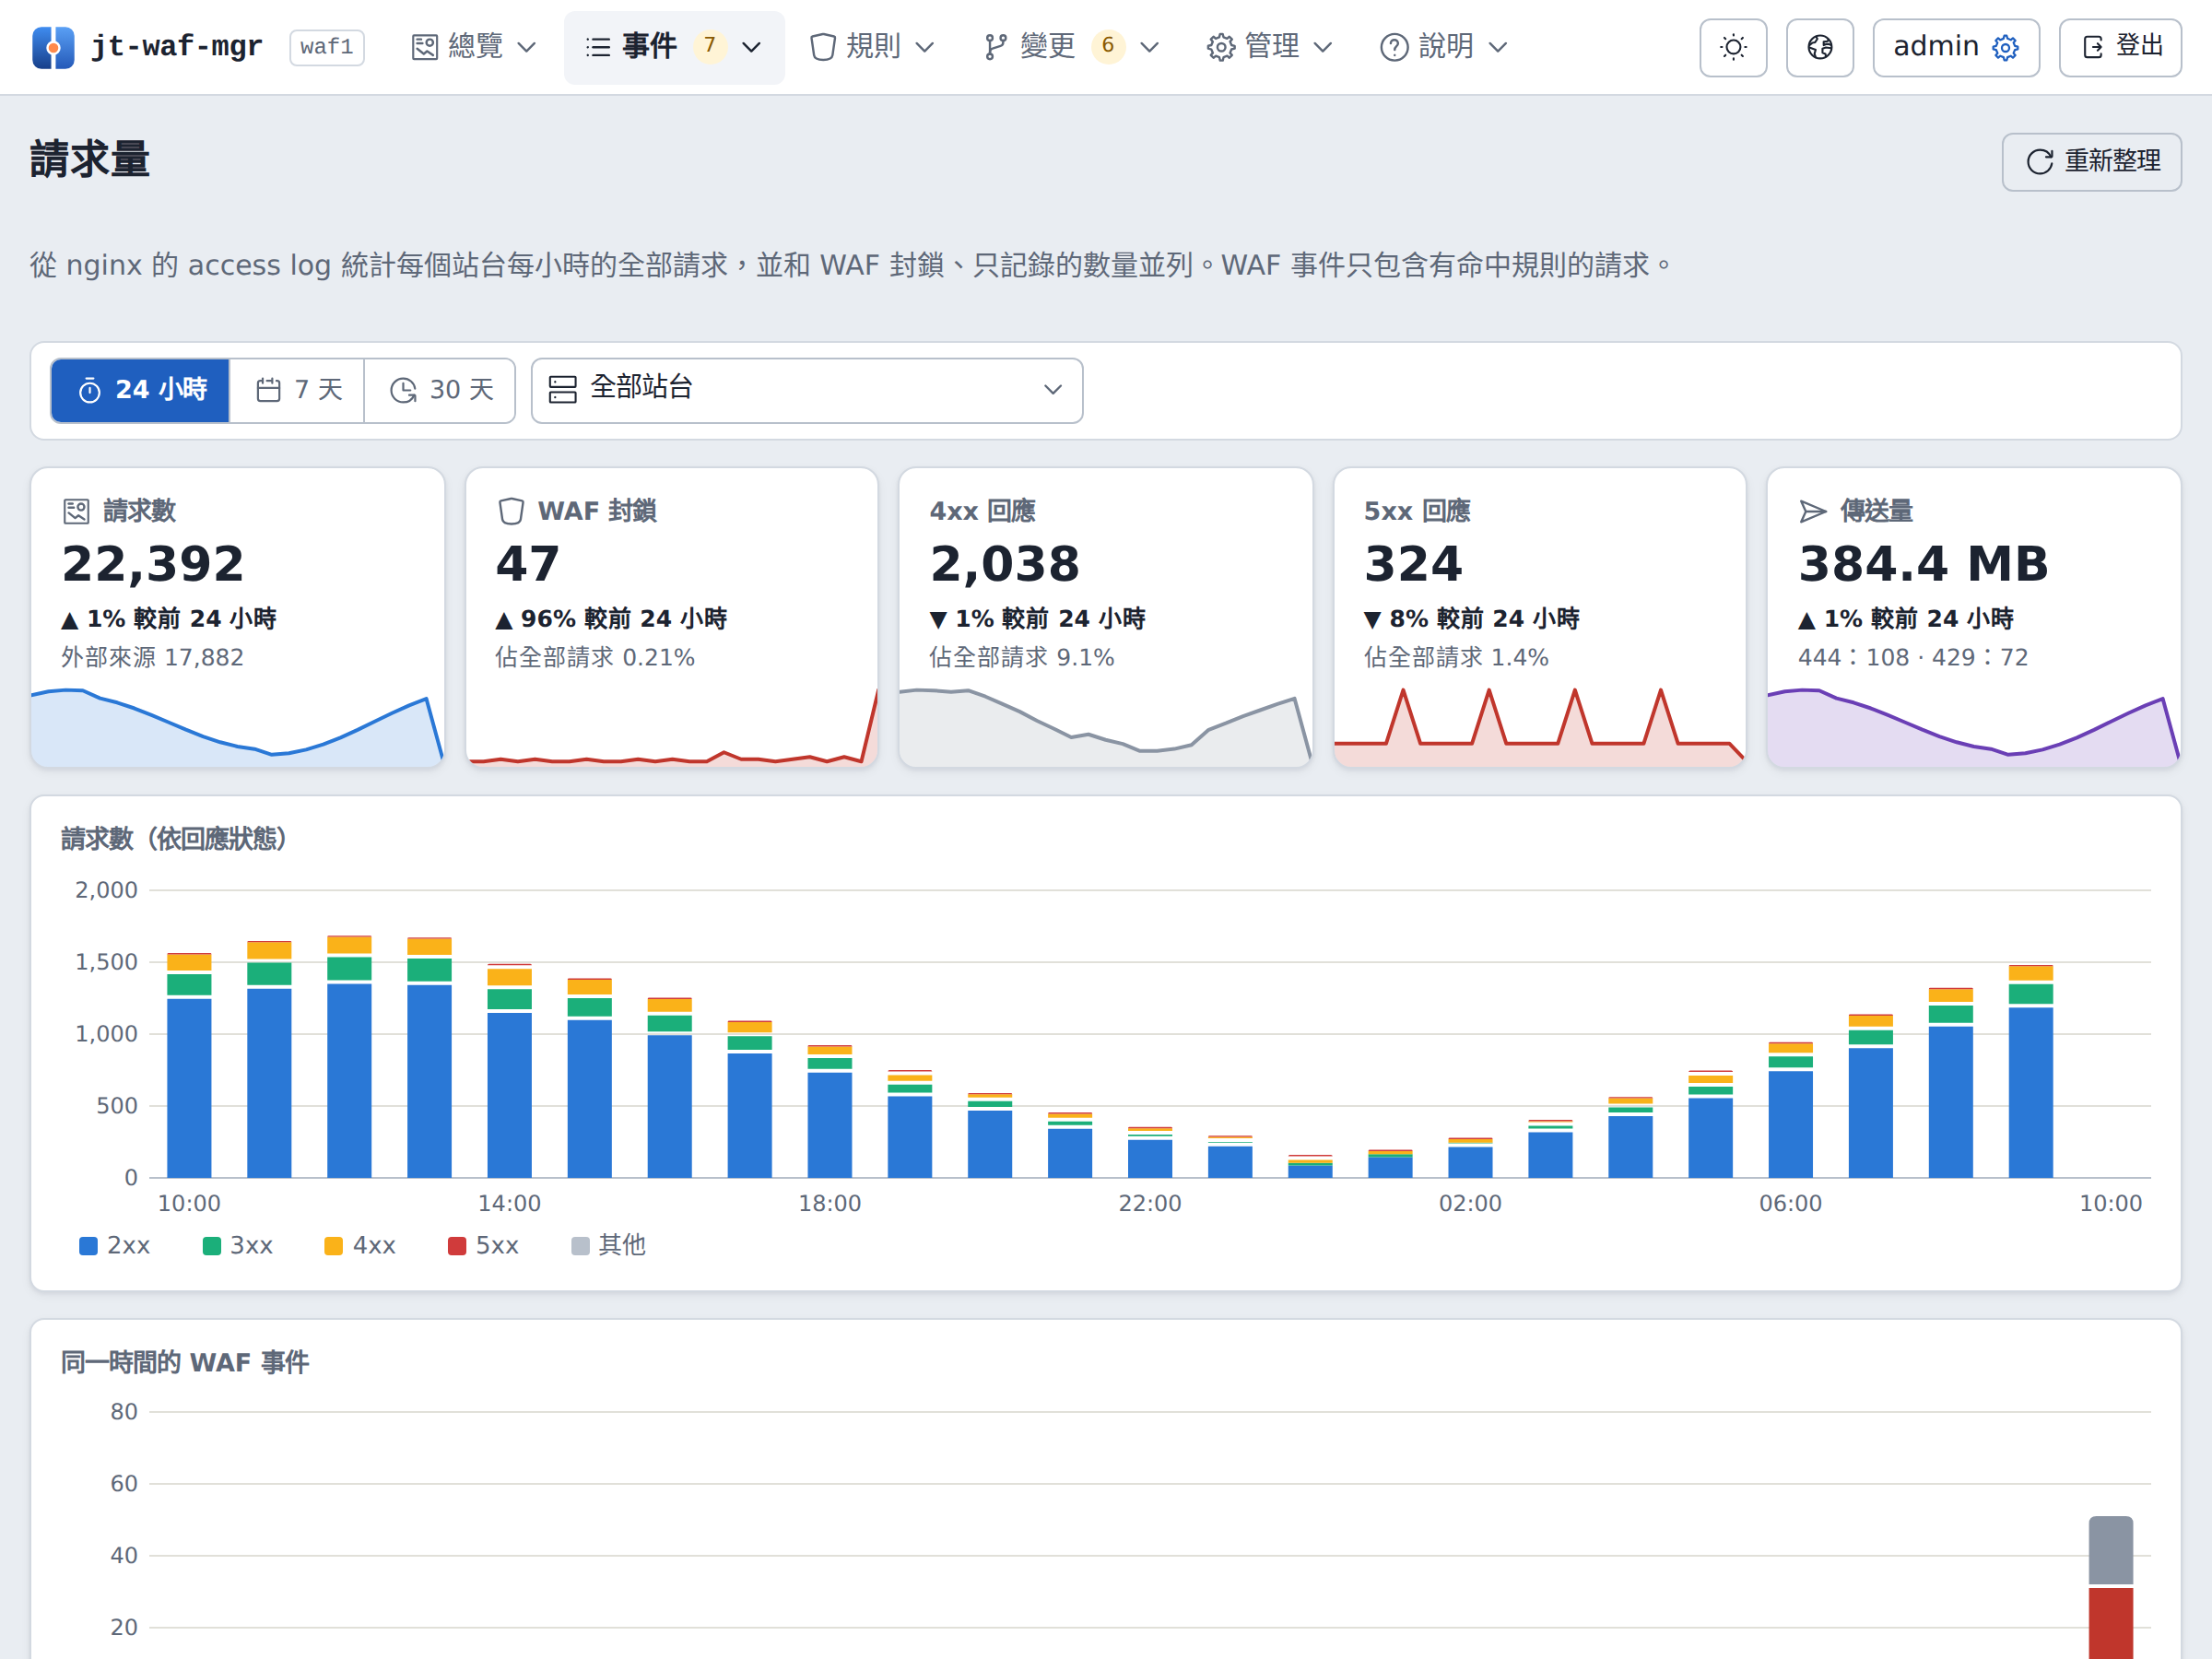 jt-waf-mgr waf1 總覽 事件 7 規則 變更 6 管理 說明 admin 登出
請求量
重新整理
從 nginx 的 access log 統計每個站台每小時的全部請求，並和 WAF 封鎖、只記錄的數量並列。WAF 事件只包含有命中規則的請求。
24 小時 7 天 30 天 全部站台
請求數
22,392
▲ 1% 較前 24 小時
外部來源 17,882
WAF 封鎖
47
▲ 96% 較前 24 小時
佔全部請求 0.21%
4xx 回應
2,038
▼ 1% 較前 24 小時
佔全部請求 9.1%
5xx 回應
324
▼ 8% 較前 24 小時
佔全部請求 1.4%
傳送量
384.4 MB
▲ 1% 較前 24 小時
444：108 · 429：72
請求數（依回應狀態）
2,000
1,500
1,000
500
0
10:00 14:00 18:00 22:00 02:00 06:00 10:00
2xx 3xx 4xx 5xx 其他
同一時間的 WAF 事件
80
60
40
20